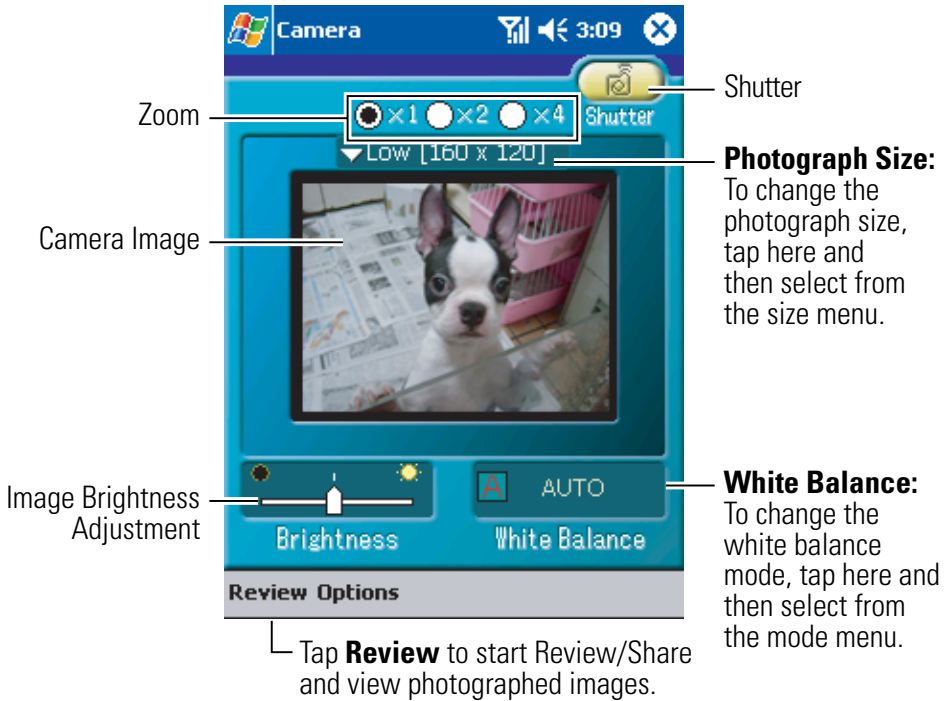 Camera 3:09
Shutter
Zoom
×1 ×2 ×4 Shutter
Low [160 x 120]
Photograph Size:
To change the
photograph size,
tap here and
then select from
the size menu.
Camera Image
Image Brightness
Adjustment
Brightness
A AUTO
White Balance
White Balance:
To change the
white balance
mode, tap here and
then select from
the mode menu.
Review Options
Tap Review to start Review/Share
and view photographed images.